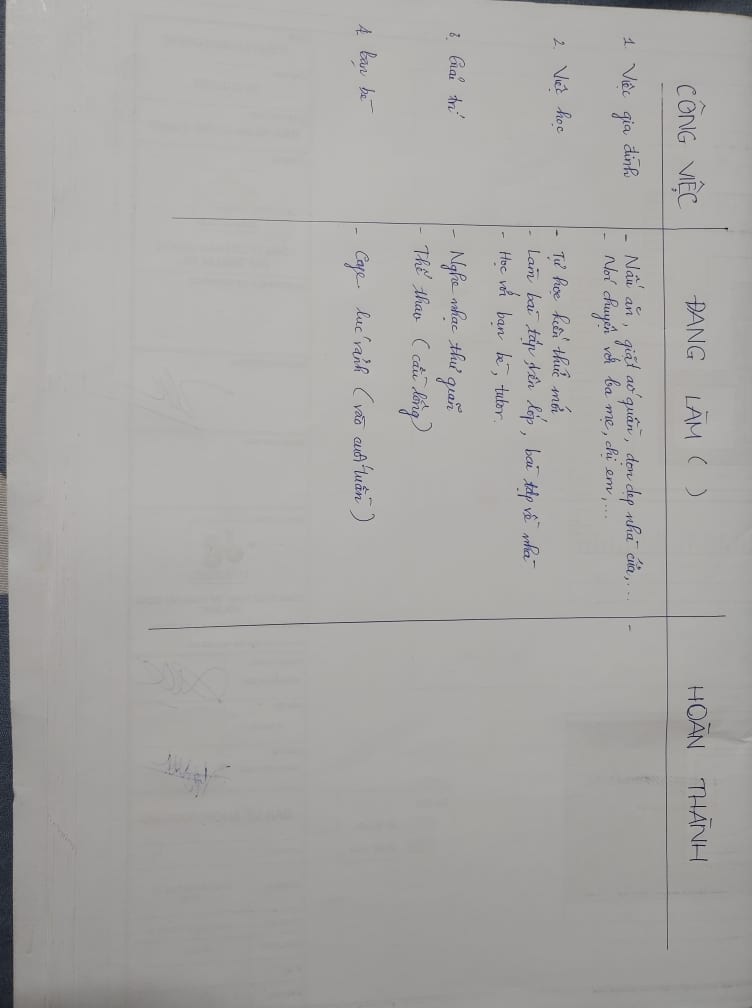 CÔNG VIỆC ĐANG LÀM ( ) HOÀN THÀNH
1. Việc gia đình - Nấu ăn, giặt áo quần, dọn dẹp nhà cửa,... -
- Nói chuyện với ba mẹ, chị em,...
2. Việc học - Tự học kiến thức mới
- Làm bài tập trên lớp, bài tập về nhà
- Học với bạn bè, tutor.
3. Giải trí - Nghe nhạc thư giãn
- Thể thao (cầu lông)
4. Bạn bè - Cafe lúc rảnh (vào cuối tuần)